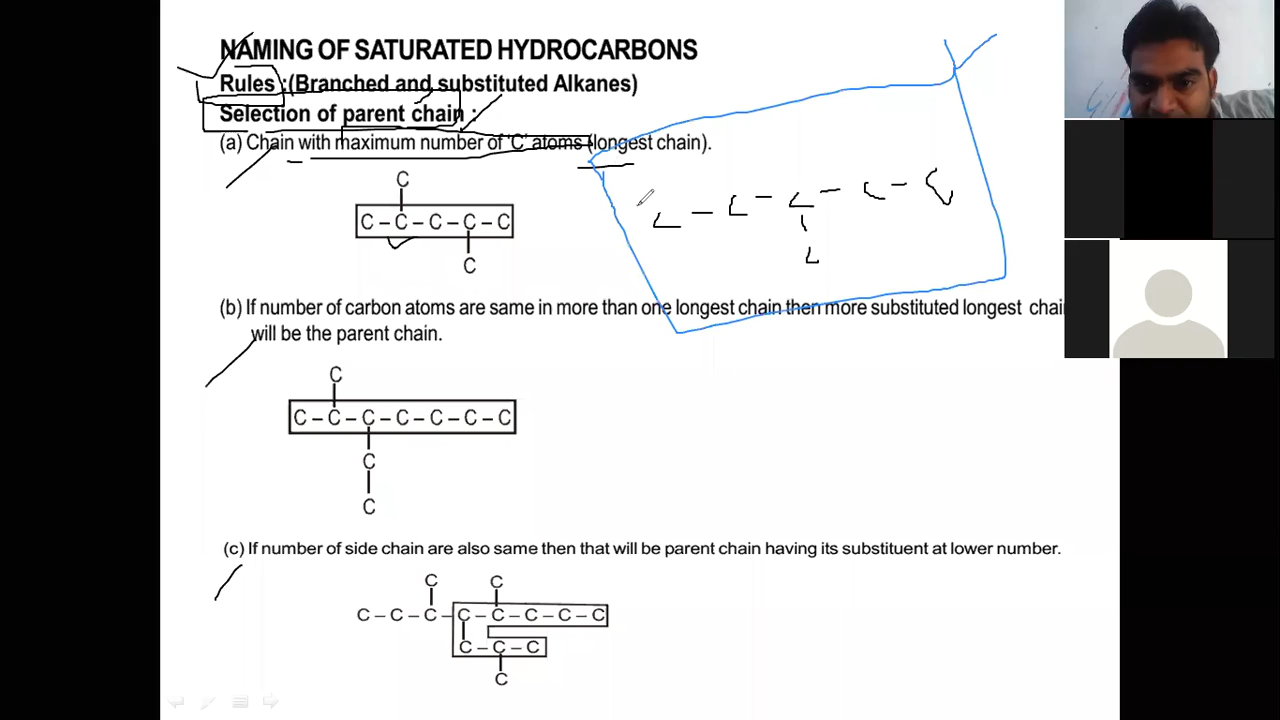 NAMING OF SATURATED HYDROCARBONS
Rules : (Branched and substituted Alkanes)
Selection of parent chain :
(a) Chain with maximum number of 'C' atoms (longest chain).
C
C – C – C – C – C
C
C – C – C – C – C
C
(b) If number of carbon atoms are same in more than one longest chain then more substituted longest chai
will be the parent chain.
C
C – C – C – C – C – C – C
C
C
(c) If number of side chain are also same then that will be parent chain having its substituent at lower number.
C C
C – C – C – C – C – C – C – C
C – C – C
C